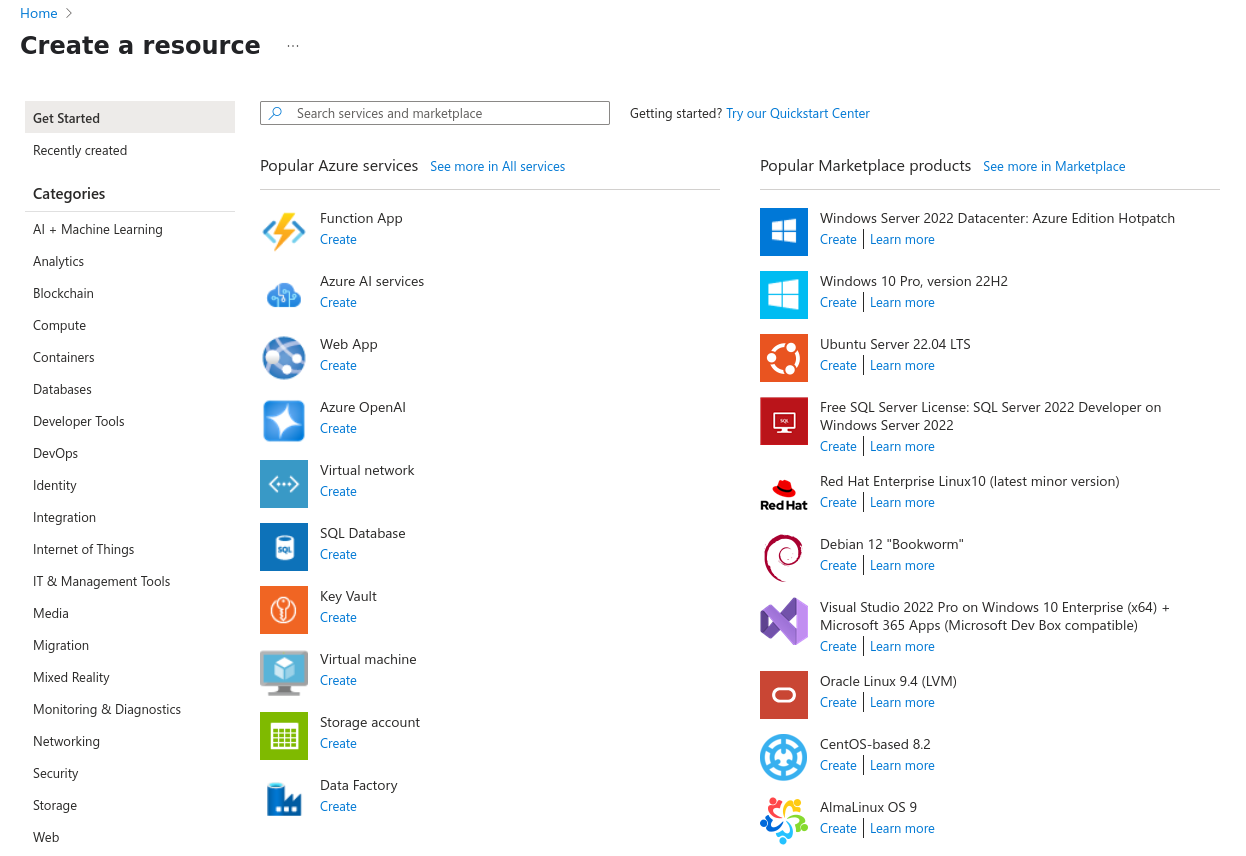 Home
Create a resource
...
Get Started
Recently created
Categories
AI + Machine Learning
Analytics
Blockchain
Compute
Containers
Databases
Developer Tools
DevOps
Identity
Integration
Internet of Things
IT & Management Tools
Media
Migration
Mixed Reality
Monitoring & Diagnostics
Networking
Security
Storage
Web
Search services and marketplace
Getting started? Try our Quickstart Center
Popular Azure services See more in All services
Function App
Create
Azure AI services
Create
Web App
Create
Azure OpenAI
Create
Virtual network
Create
SQL
SQL Database
Create
Key Vault
Create
Virtual machine
Create
Storage account
Create
Data Factory
Create
Popular Marketplace products See more in Marketplace
Windows Server 2022 Datacenter: Azure Edition Hotpatch
Create Learn more
Windows 10 Pro, version 22H2
Create Learn more
Ubuntu Server 22.04 LTS
Create Learn more
SQL
Free SQL Server License: SQL Server 2022 Developer on
Windows Server 2022
Create Learn more
Red Hat
Red Hat Enterprise Linux10 (latest minor version)
Create Learn more
Debian 12 "Bookworm"
Create Learn more
Visual Studio 2022 Pro on Windows 10 Enterprise (x64) +
Microsoft 365 Apps (Microsoft Dev Box compatible)
Create Learn more
Oracle Linux 9.4 (LVM)
Create Learn more
CentOS-based 8.2
Create Learn more
AlmaLinux OS 9
Create Learn more